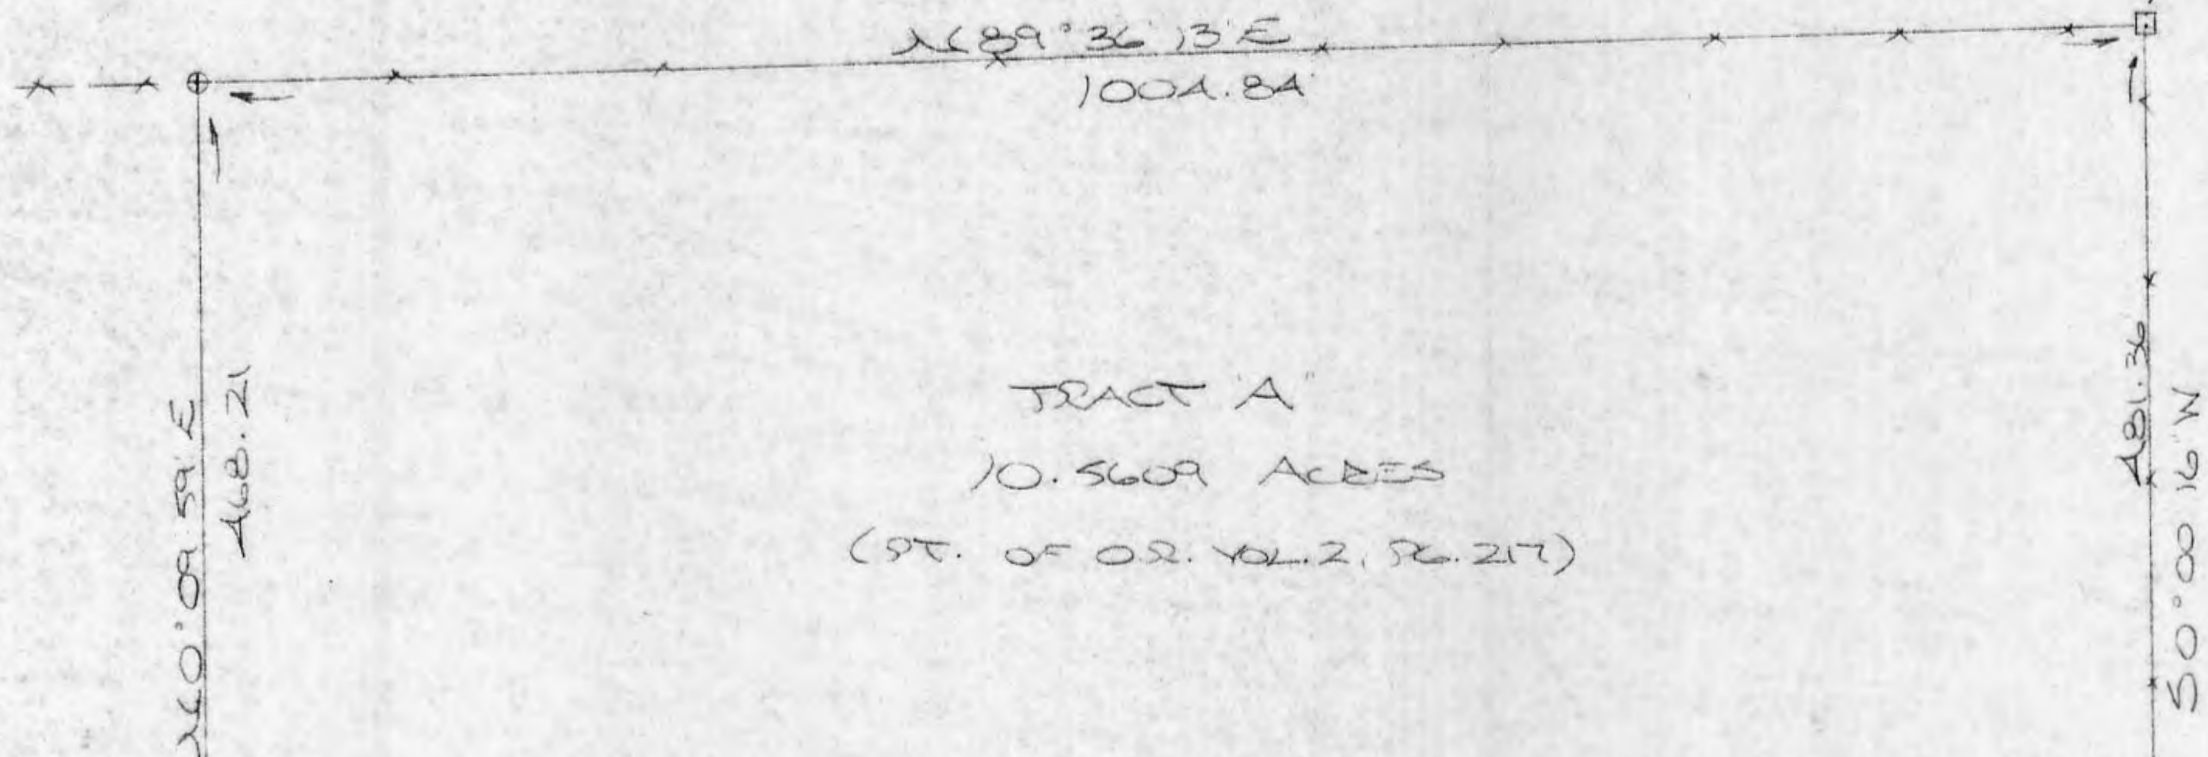 N 89° 36' 13" E
1004.84'
N 0° 09' 59" E
468.21
TRACT "A"
10.5609 ACRES
(PT. OF O.R. VOL. 2, PG. 217)
481.36
S 0° 00' 16" W